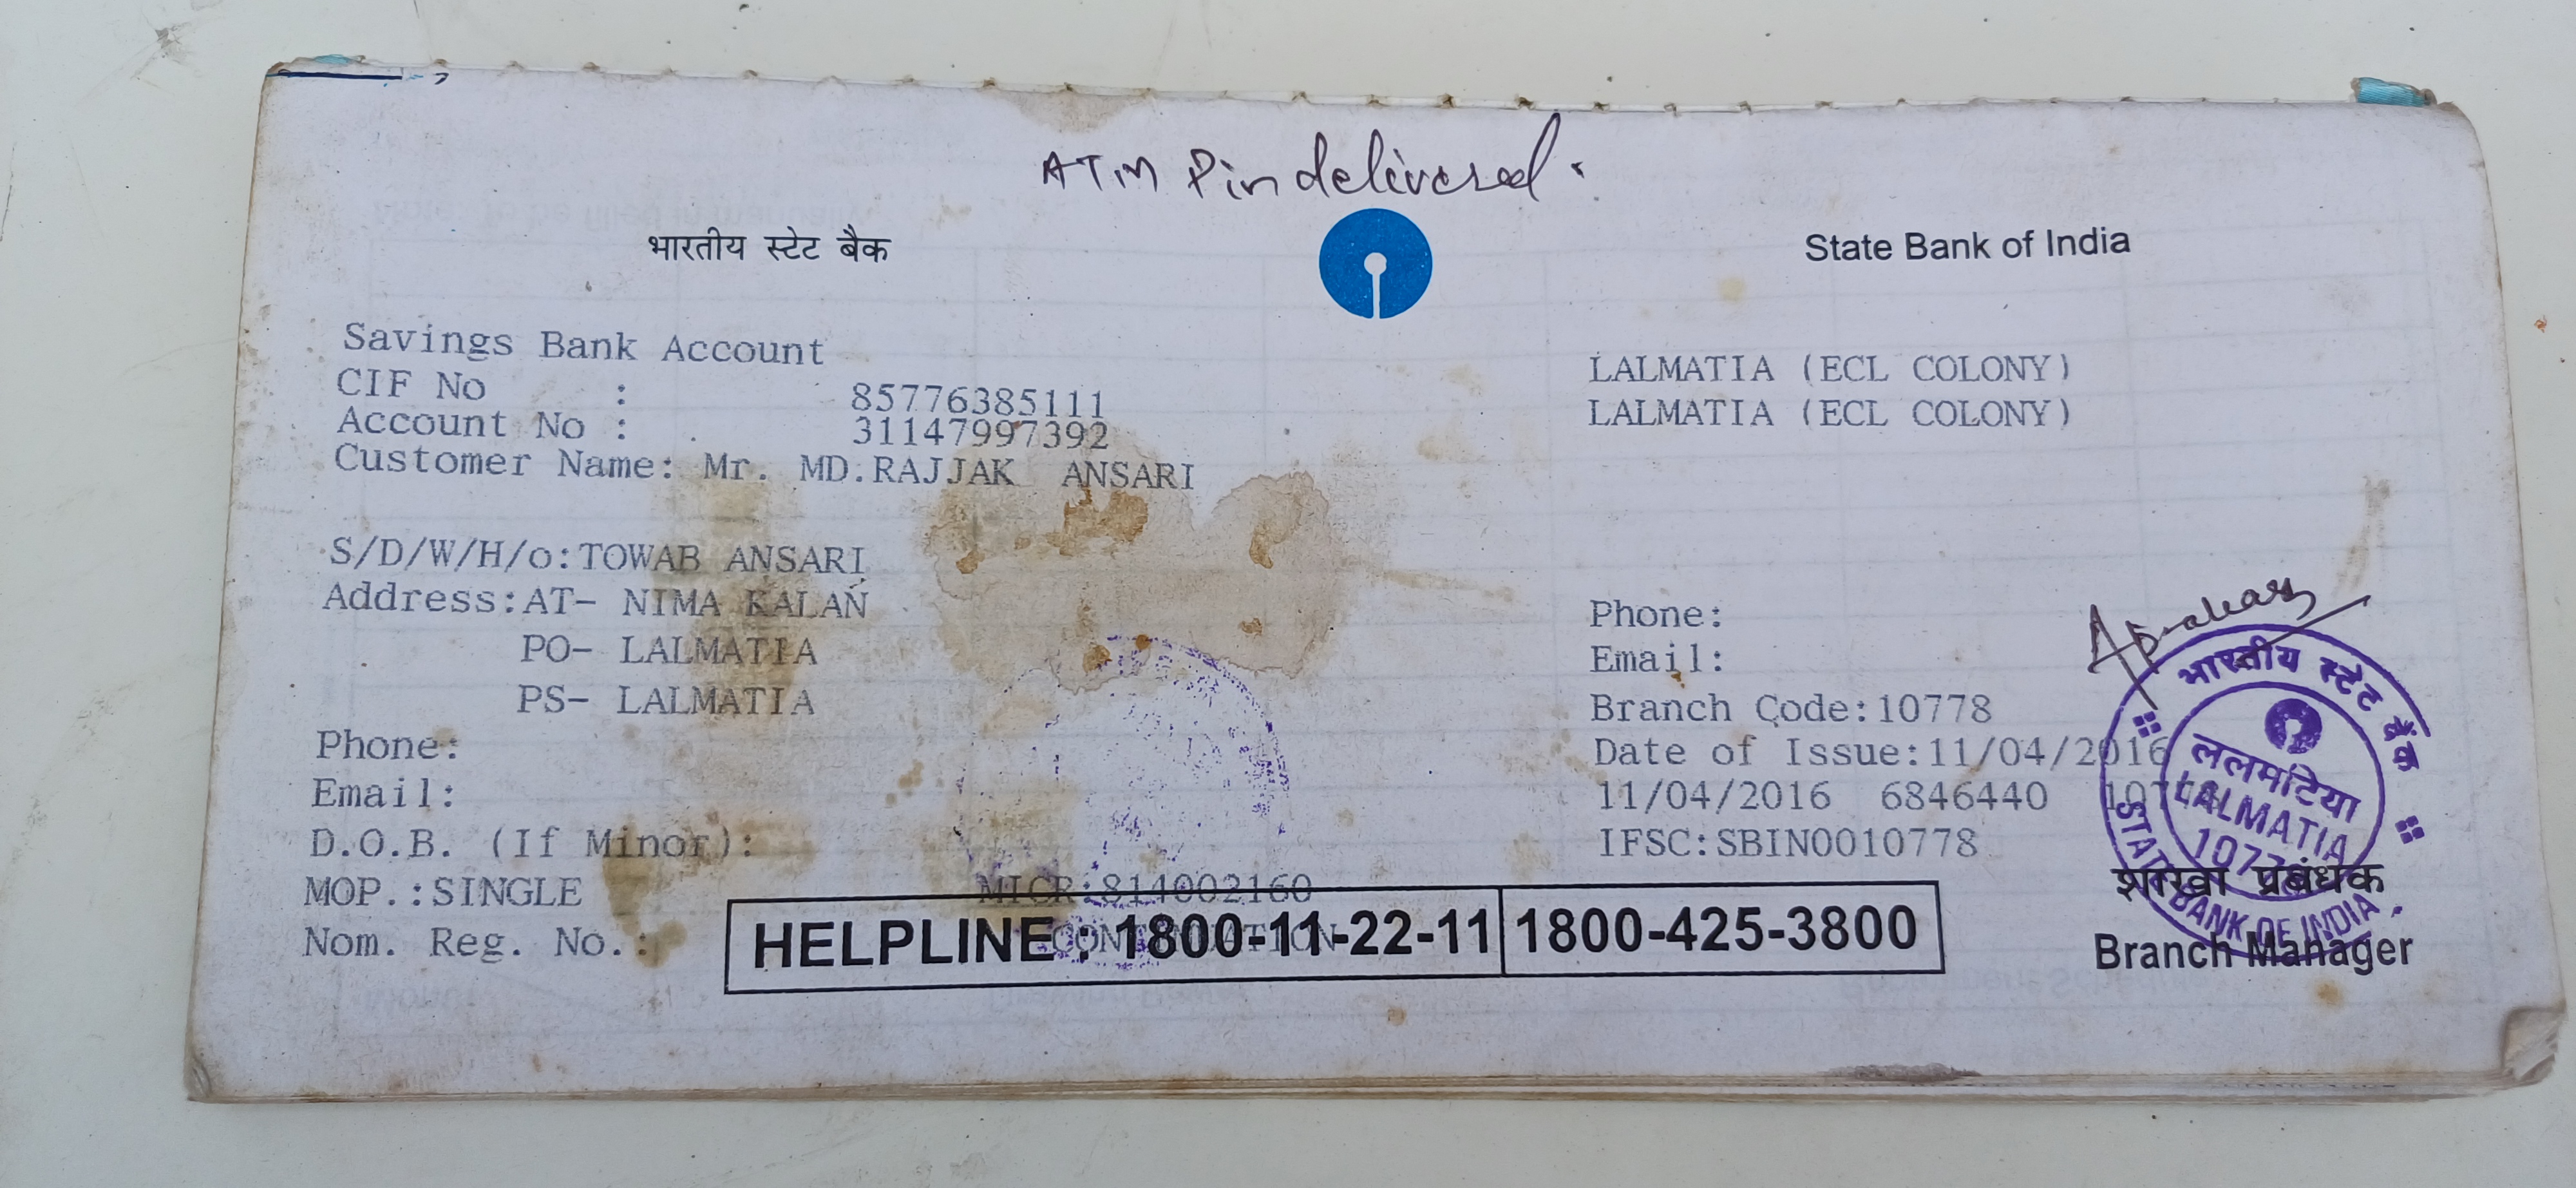 ATM Pin delivered.
भारतीय स्टेट बैंक
State Bank of India
Savings Bank Account
CIF No : 85776385111
Account No : 31147997392
Customer Name: Mr. MD.RAJJAK ANSARI
S/D/W/H/o:TOWAB ANSARI
Address:AT- NIMA KALAN
PO- LALMATIA
PS- LALMATIA
Phone:
Email:
D.O.B. (If Minor):
MOP.:SINGLE
MICR:814002160
Nom. Reg. No.:
CONTINUATION
HELPLINE : 1800-11-22-11 1800-425-3800
LALMATIA (ECL COLONY)
LALMATIA (ECL COLONY)
Phone:
Email:
Branch Code:10778
Date of Issue:11/04/2016
11/04/2016 6846440
IFSC:SBIN0010778
भारतीय स्टेट बैंक
ललमटिया
LALMATIA
STATE BANK OF INDIA
शाखा प्रबंधक
Branch Manager